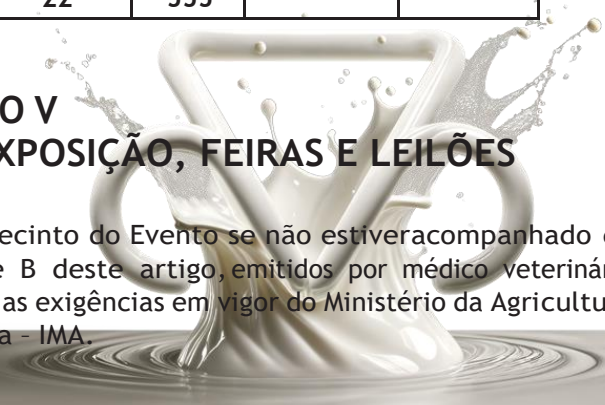 22 555
O V
XPOSIÇÃO, FEIRAS E LEILÕES
ecinto do Evento se não estiveracompanhado
e B deste artigo, emitidos por médico veteriná
as exigências em vigor do Ministério da Agricultu
a – IMA.